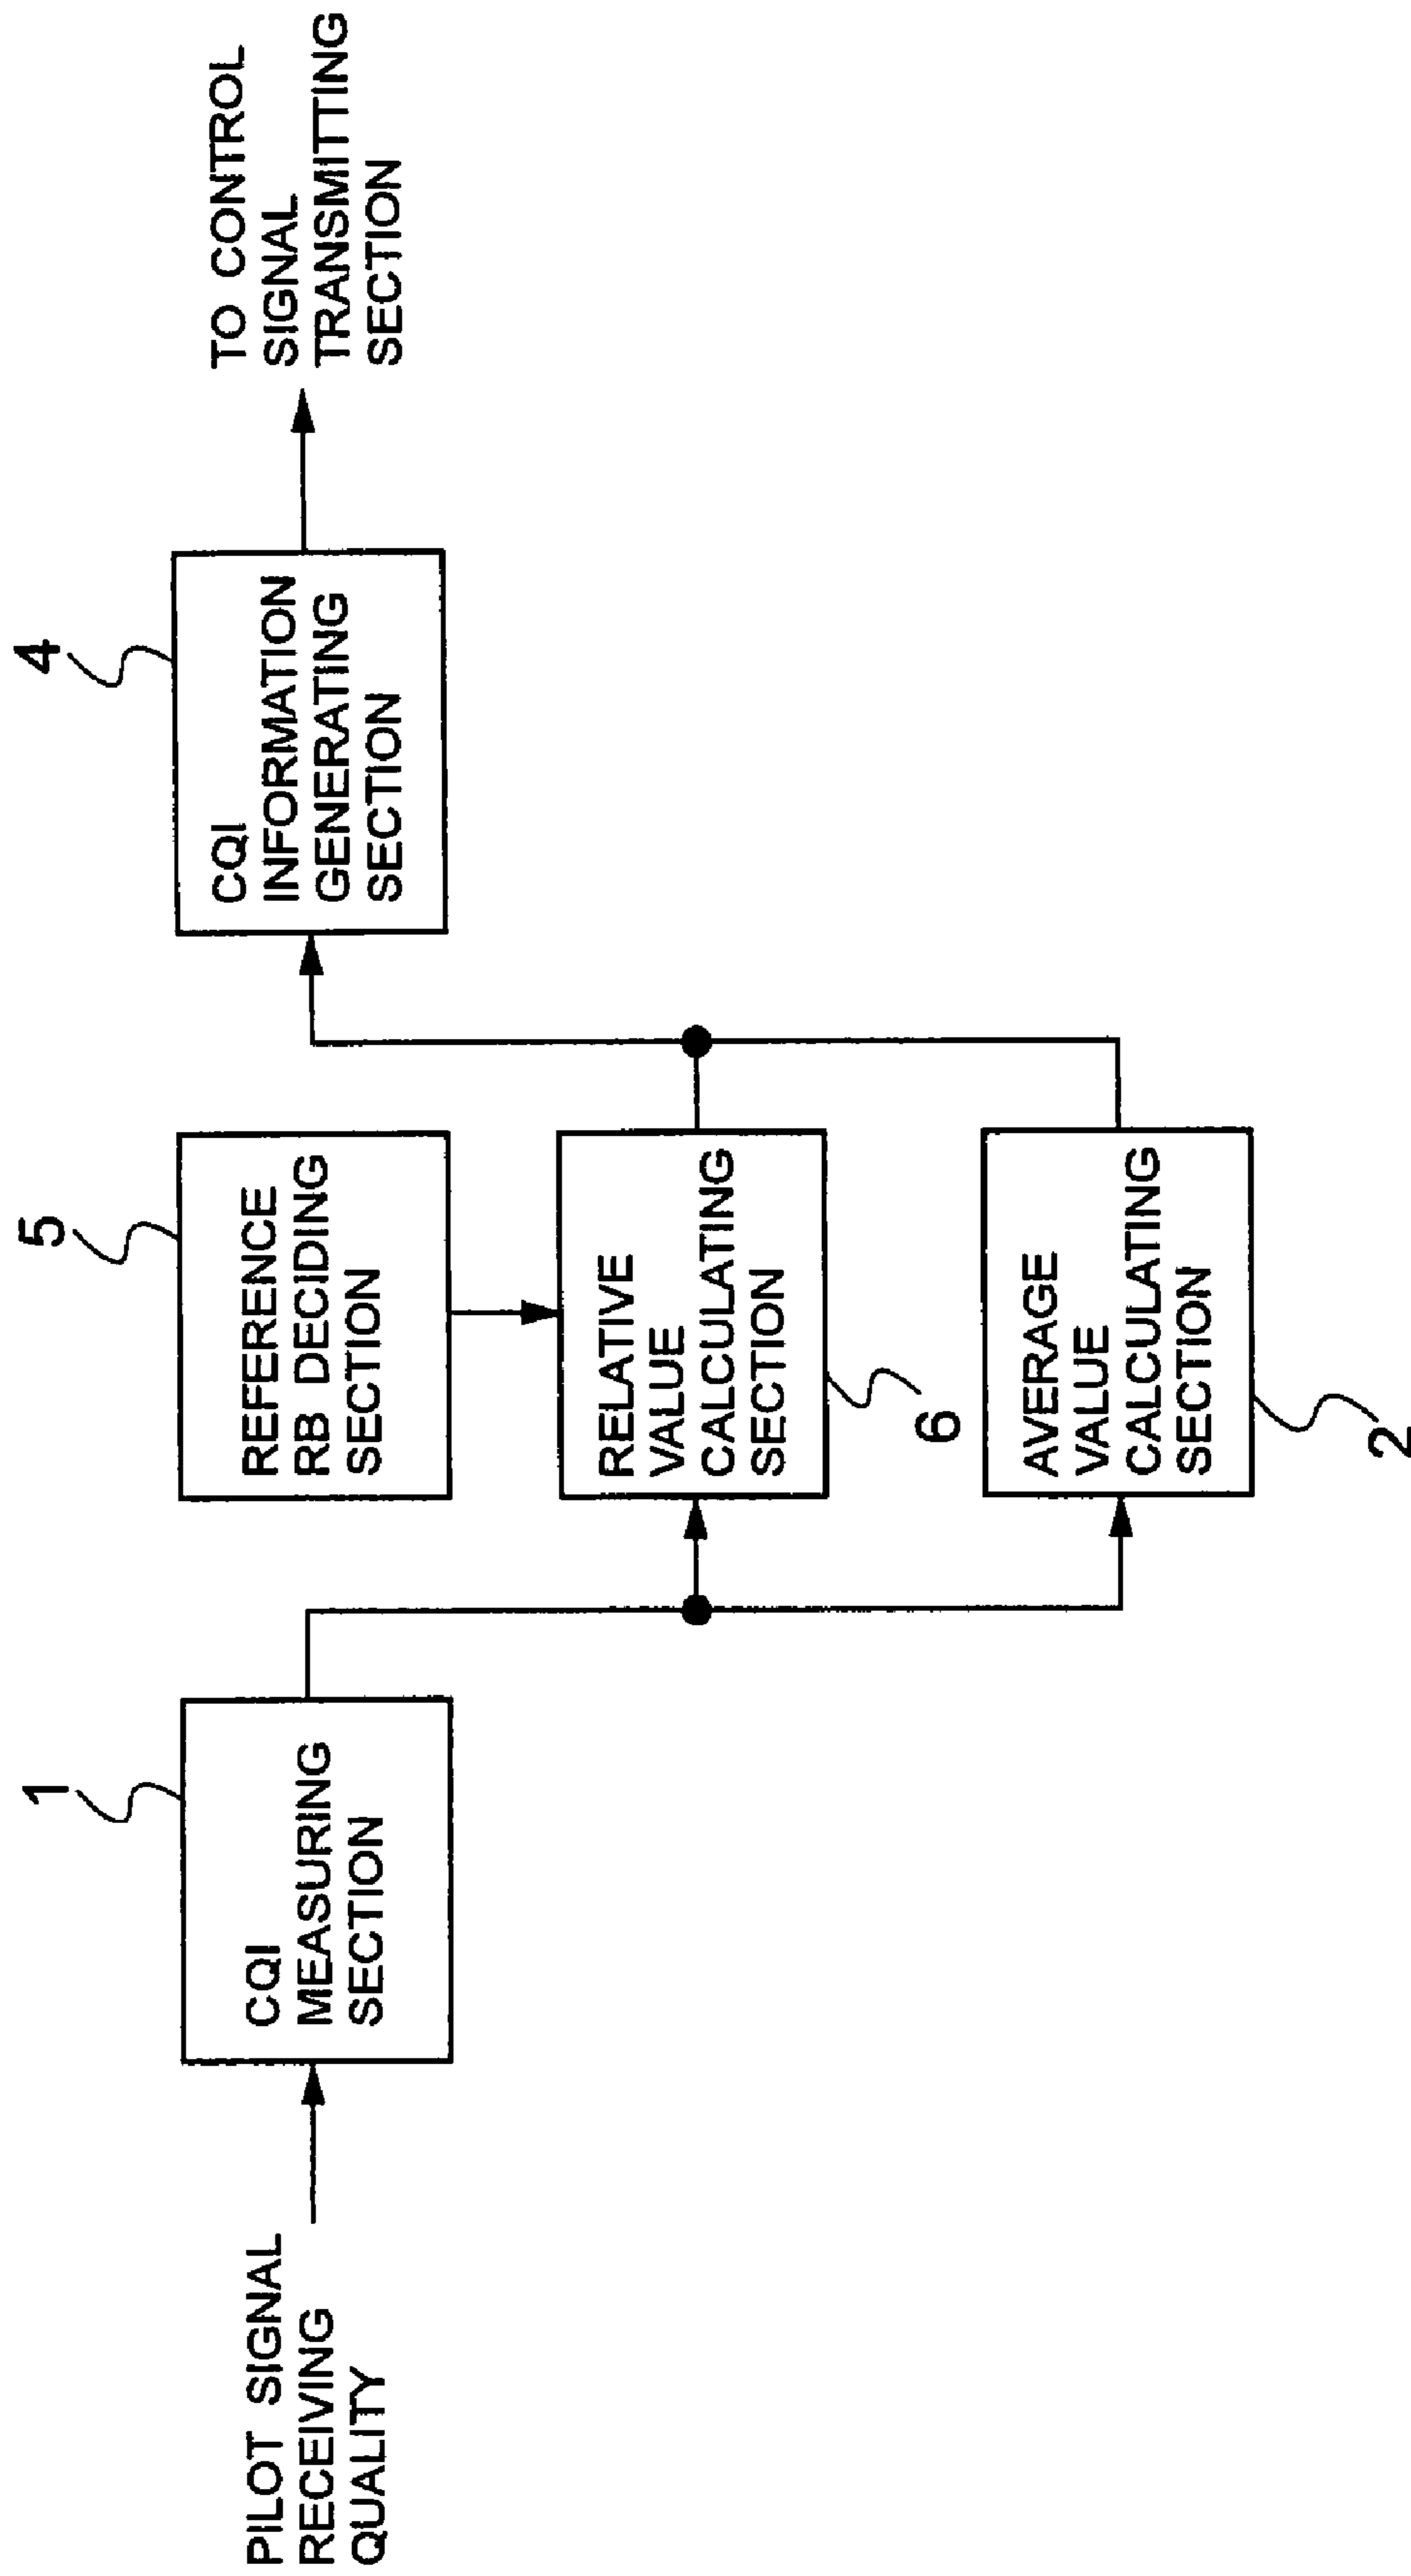 PILOT SIGNAL
RECEIVING
QUALITY
1
CQI
MEASURING
SECTION
5
REFERENCE
RB DECIDING
SECTION
RELATIVE
VALUE
CALCULATING
SECTION
6
AVERAGE
VALUE
CALCULATING
SECTION
2
4
CQI
INFORMATION
GENERATING
SECTION
TO CONTROL
SIGNAL
TRANSMITTING
SECTION